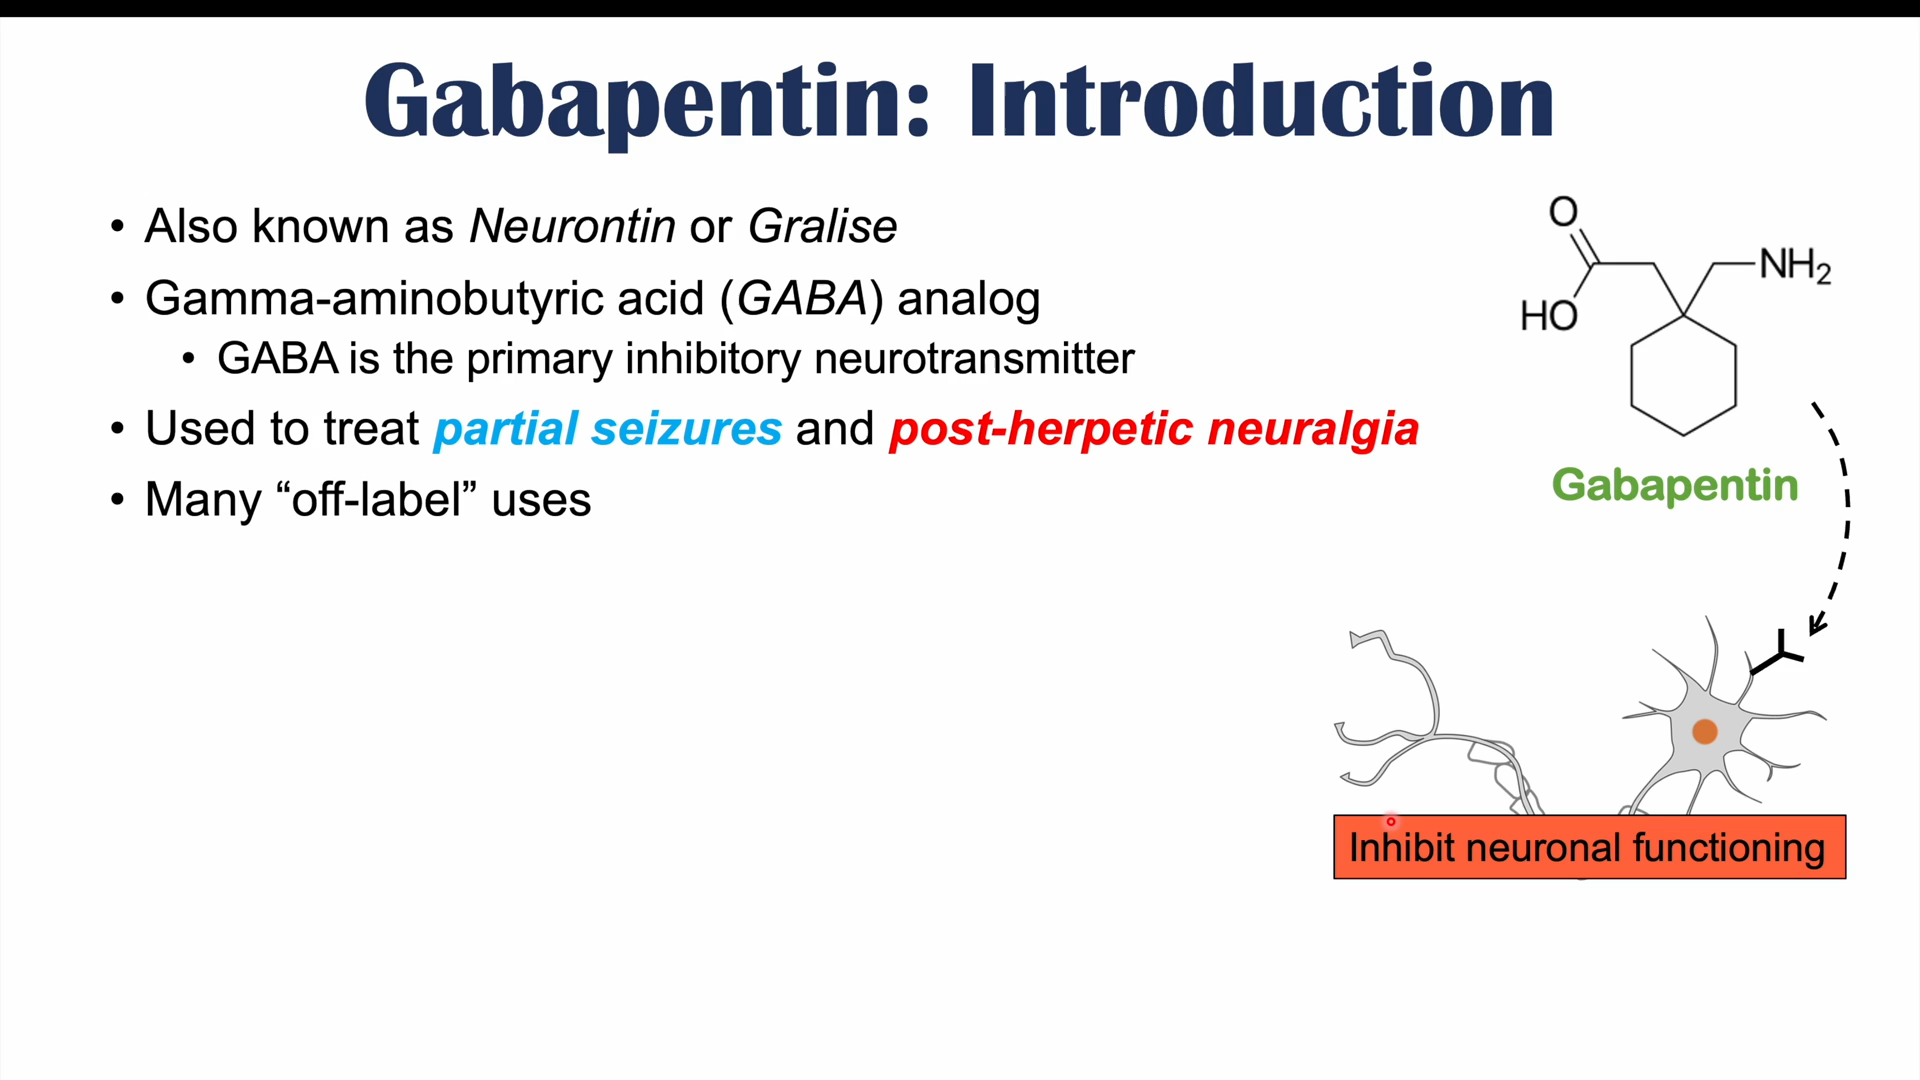 Gabapentin: Introduction
• Also known as Neurontin or Gralise
• Gamma-aminobutyric acid (GABA) analog
• GABA is the primary inhibitory neurotransmitter
• Used to treat partial seizures and post-herpetic neuralgia
• Many “off-label” uses
O
NH2
HO
Gabapentin
Inhibit neuronal functioning